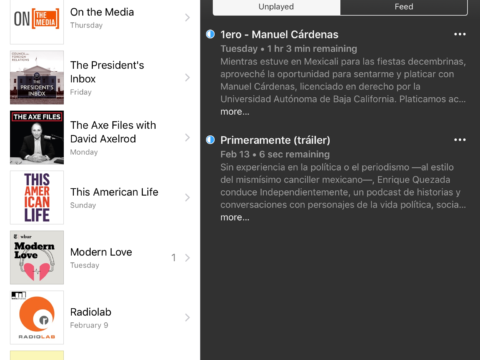 On the Media
Thursday
ON THE MEDIA
The President's
Inbox
Friday
THE PRESIDENT'S
INBOX
THE AXE FILES
The Axe Files with
David Axelrod
Monday
THIS
AMER
ICAN
LIFE
This American Life
Sunday
Modern
Love
Modern Love
Tuesday
1
RADIOLAB
Radiolab
February 9
Unplayed
Feed
1ero - Manuel Cárdenas
Tuesday • 1 hr 3 min remaining
Mientras estuve en Mexicali para las fiestas decembrinas,
aproveché la oportunidad para sentarme y platicar con
Manuel Cárdenas, licenciado en derecho por la
Universidad Autónoma de Baja California. Platicamos ac...
more...
Primeramente (tráiler)
Feb 13 • 6 sec remaining
Sin experiencia en la política o el periodismo —al estilo
del mismísimo canciller mexicano—, Enrique Quezada
conduce Independientemente, un podcast de historias y
conversaciones con personajes de la vida política, socia...
more...